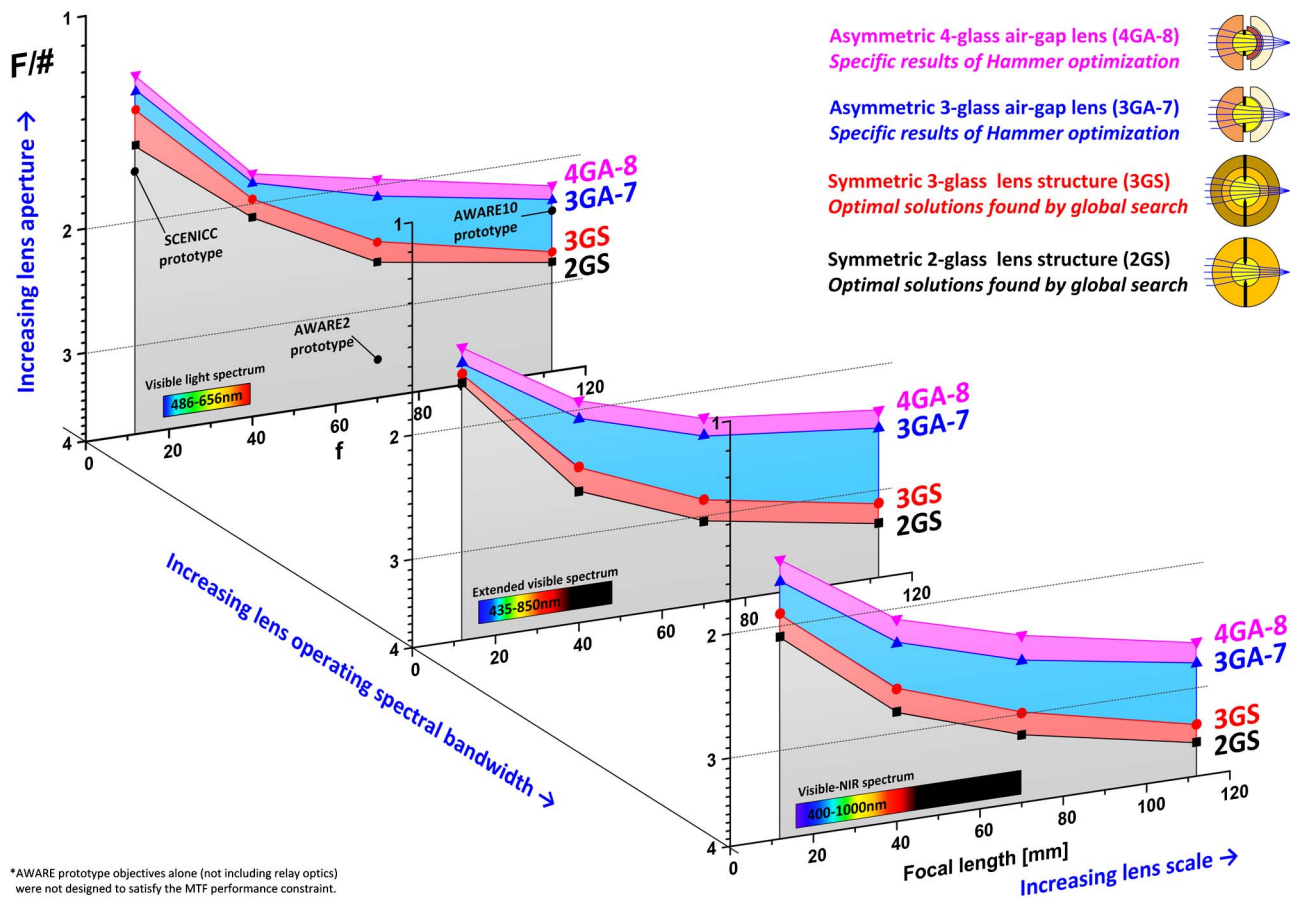 1
F/#
Increasing lens aperture →
2
3
4
Asymmetric 4-glass air-gap lens (4GA-8)
Specific results of Hammer optimization
Asymmetric 3-glass air-gap lens (3GA-7)
Specific results of Hammer optimization
Symmetric 3-glass lens structure (3GS)
Optimal solutions found by global search
Symmetric 2-glass lens structure (2GS)
Optimal solutions found by global search
4GA-8
3GA-7
3GS
2GS
SCENICC
prototype
AWARE10
prototype
AWARE2
prototype
Visible light spectrum
486-656nm
0
20
40
60
80
120
f
1
2
3
4
4GA-8
3GA-7
3GS
2GS
Extended visible spectrum
435-850nm
0
20
40
60
80
120
1
2
3
4
4GA-8
3GA-7
3GS
2GS
Visible-NIR spectrum
400-1000nm
0
20
40
60
80
100
120
Focal length [mm]
Increasing lens scale →
Increasing lens operating spectral bandwidth →
*AWARE prototype objectives alone (not including relay optics)
were not designed to satisfy the MTF performance constraint.